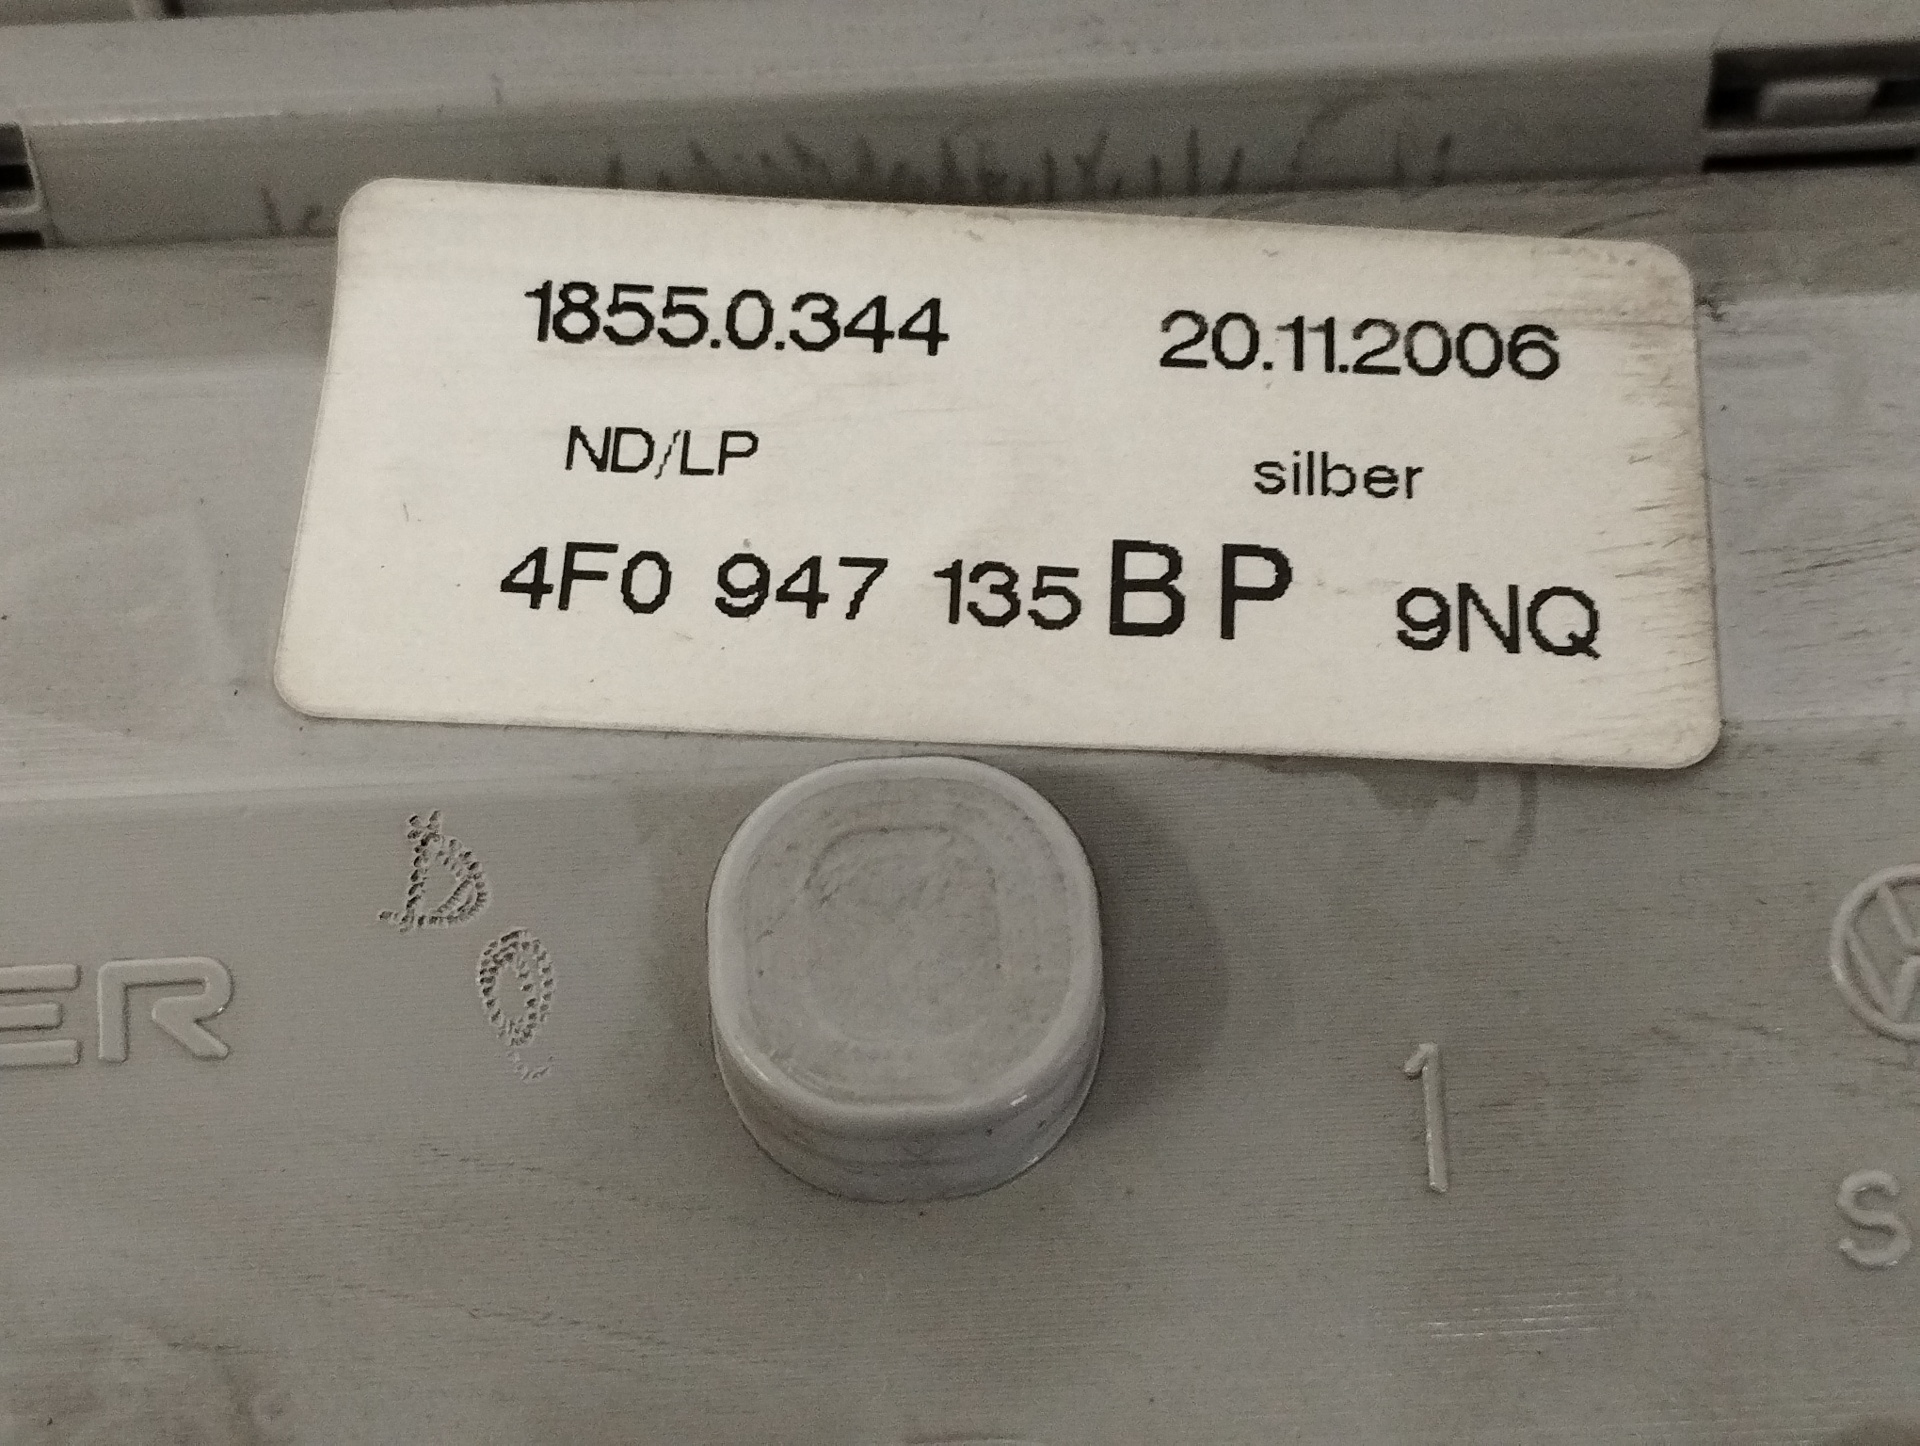 1855.0.344 20.11.2006
ND/LP silber
4F0 947 135 BP 9NQ
D
ER
1
S